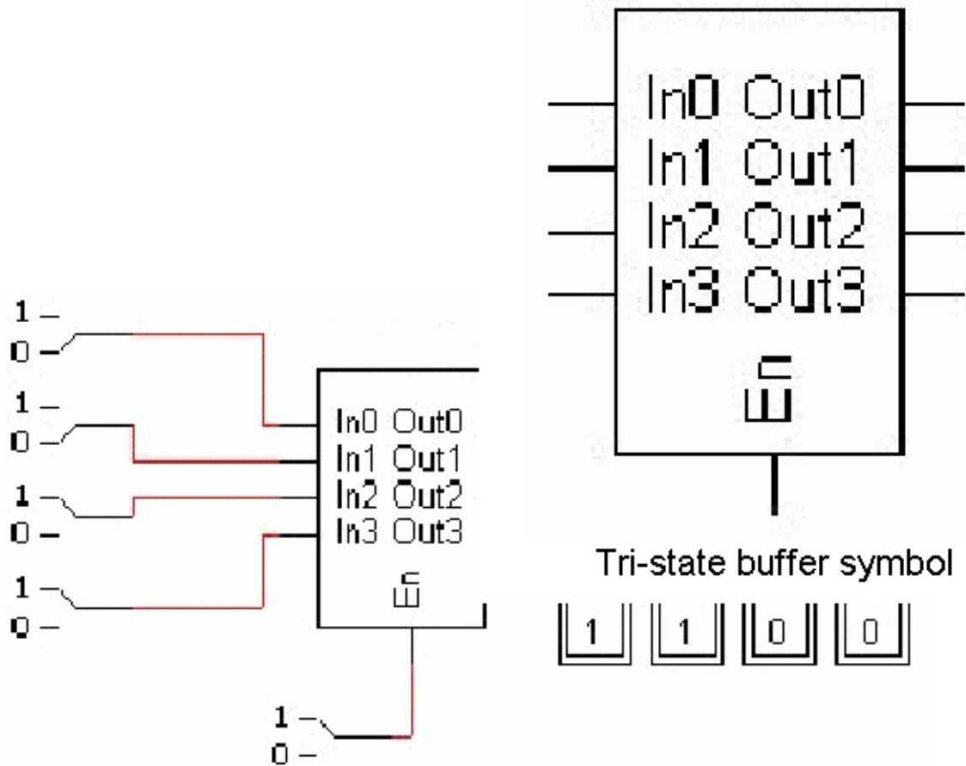 In0 Out0
In1 Out1
In2 Out2
In3 Out3
En
Tri-state buffer symbol
1
0
1
0
1
0
1
0
In0 Out0
In1 Out1
In2 Out2
In3 Out3
En
1 1 0 0
1
0